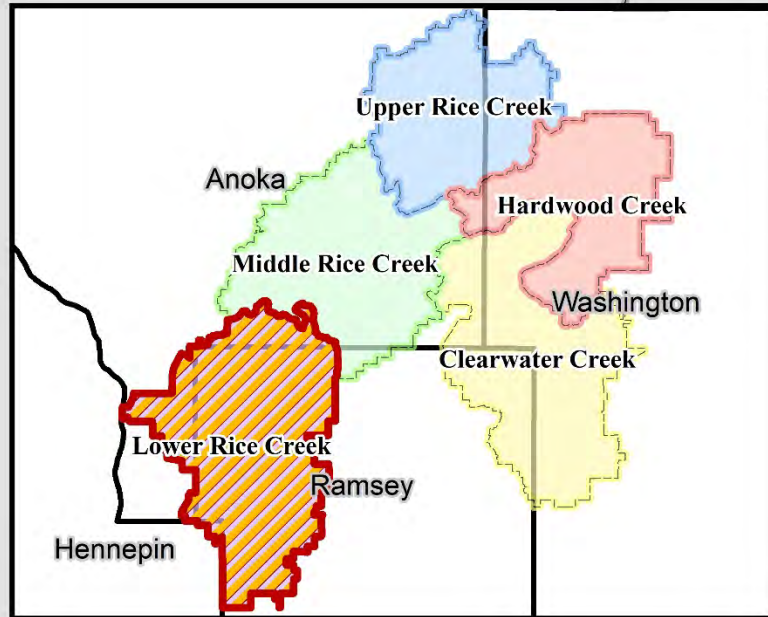 Upper Rice Creek
Anoka
Hardwood Creek
Middle Rice Creek
Washington
Clearwater Creek
Lower Rice Creek
Ramsey
Hennepin